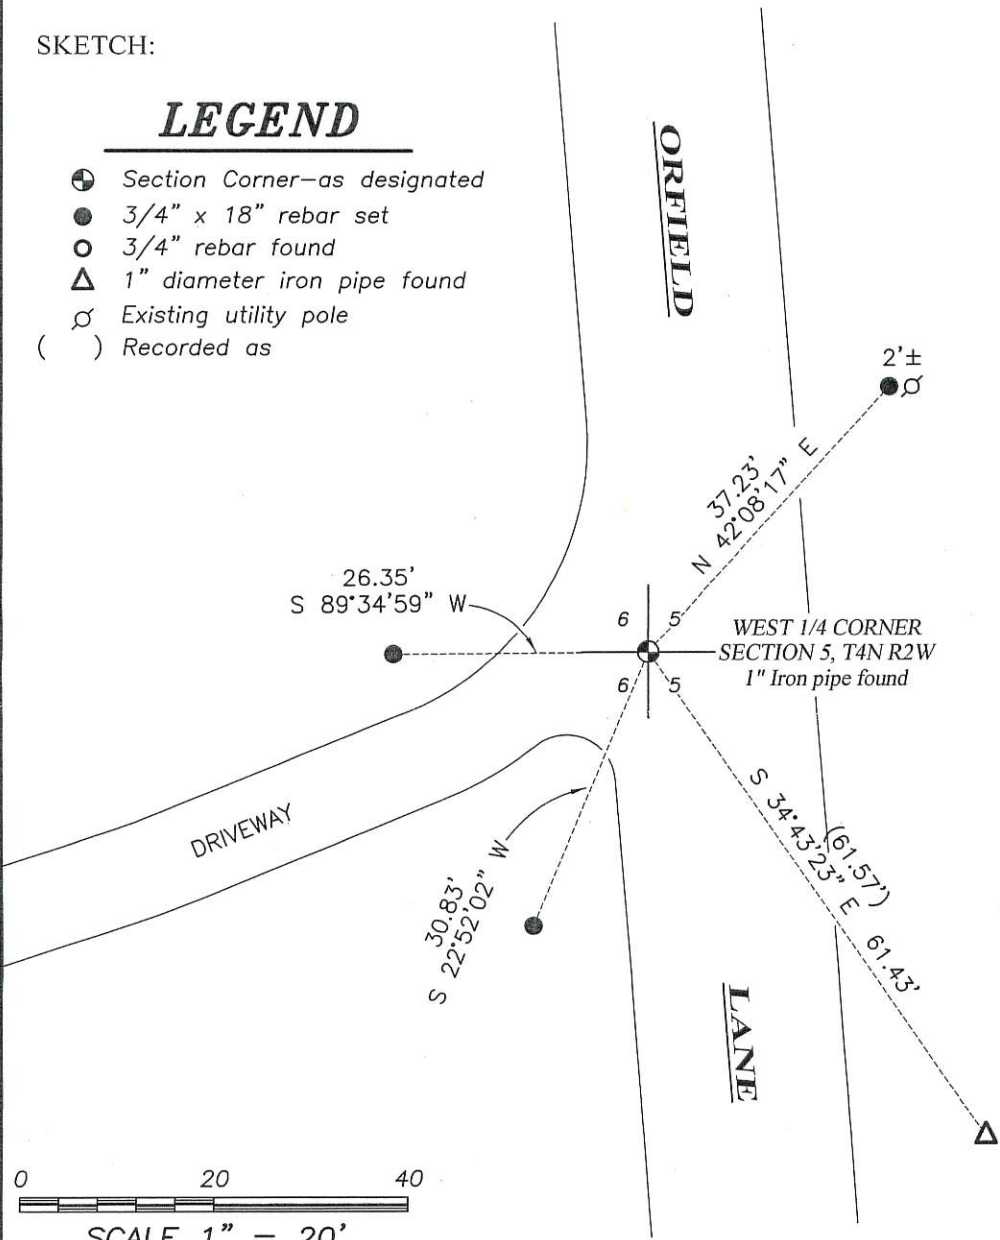 SKETCH:
LEGEND
Section Corner-as designated
3/4" x 18" rebar set
3/4" rebar found
1" diameter iron pipe found
Existing utility pole
( ) Recorded as
ORFIELD
2'±
37.23'
N 42°08'17" E
26.35'
S 89°34'59" W
6 5
WEST 1/4 CORNER
SECTION 5, T4N R2W
1" Iron pipe found
6 5
DRIVEWAY
30.83'
S 22°52'02" W
(61.57')
S 34°43'23" E 61.43'
LANE
0 20 40
SCALE 1" = 20'